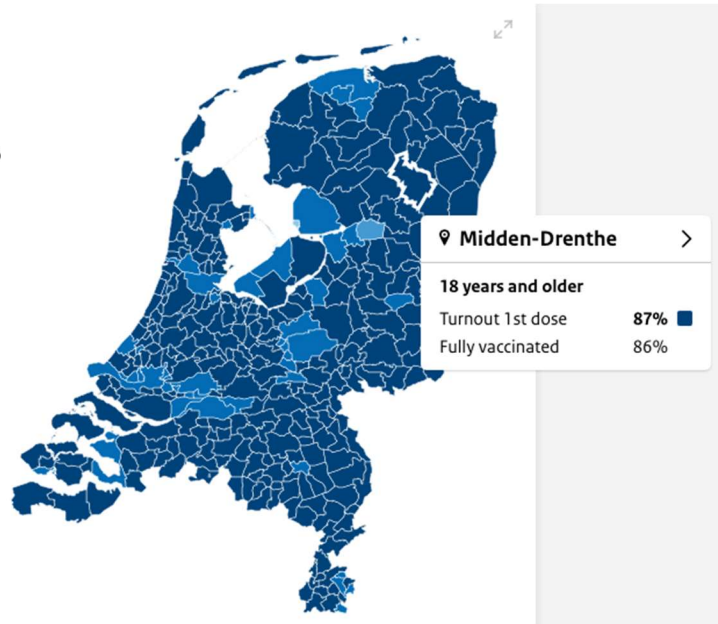 Midden-Drenthe
18 years and older
Turnout 1st dose 87%
Fully vaccinated 86%